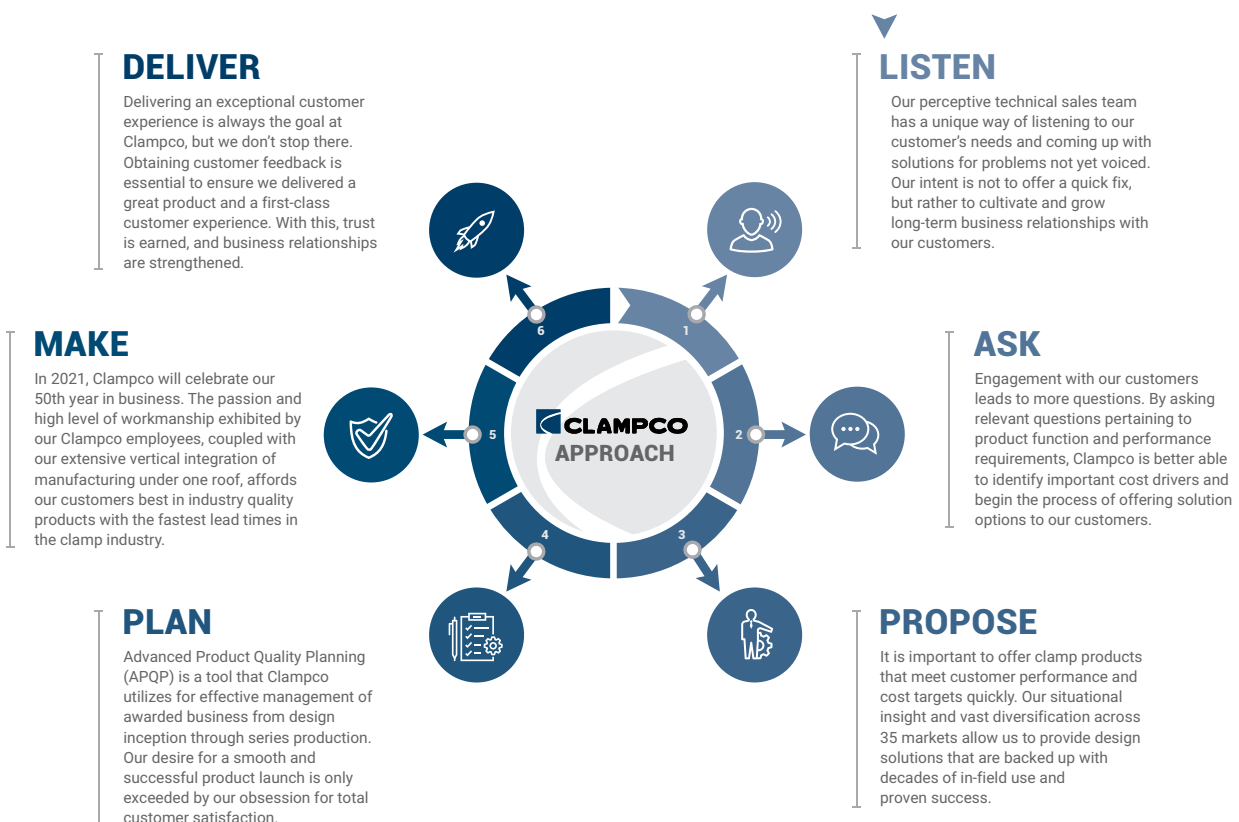 DELIVER
Delivering an exceptional customer
experience is always the goal at
Clampco, but we don’t stop there.
Obtaining customer feedback is
essential to ensure we delivered a
great product and a first-class
customer experience. With this, trust
is earned, and business relationships
are strengthened.
LISTEN
Our perceptive technical sales team
has a unique way of listening to our
customer’s needs and coming up with
solutions for problems not yet voiced.
Our intent is not to offer a quick fix,
but rather to cultivate and grow
long-term business relationships with
our customers.
MAKE
In 2021, Clampco will celebrate our
50th year in business. The passion and
high level of workmanship exhibited by
our Clampco employees, coupled with
our extensive vertical integration of
manufacturing under one roof, affords
our customers best in industry quality
products with the fastest lead times in
the clamp industry.
6
1
5
CLAMPCO
APPROACH
2
4
3
ASK
Engagement with our customers
leads to more questions. By asking
relevant questions pertaining to
product function and performance
requirements, Clampco is better able
to identify important cost drivers and
begin the process of offering solution
options to our customers.
PLAN
Advanced Product Quality Planning
(APQP) is a tool that Clampco
utilizes for effective management of
awarded business from design
inception through series production.
Our desire for a smooth and
successful product launch is only
exceeded by our obsession for total
customer satisfaction.
PROPOSE
It is important to offer clamp products
that meet customer performance and
cost targets quickly. Our situational
insight and vast diversification across
35 markets allow us to provide design
solutions that are backed up with
decades of in-field use and
proven success.